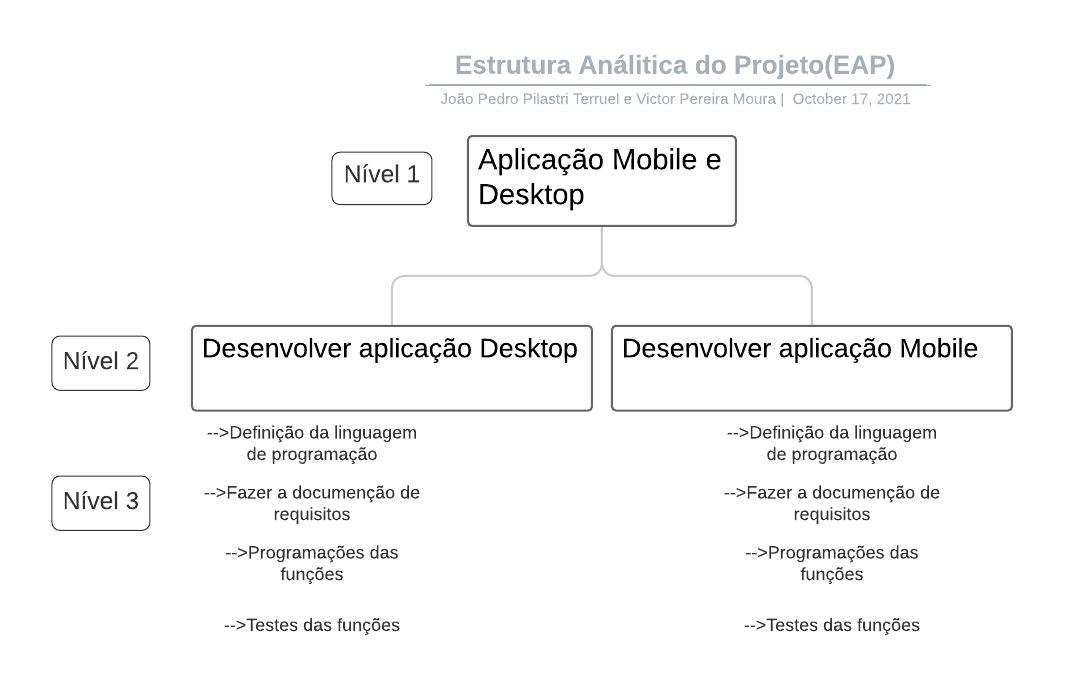 Estrutura Análitica do Projeto(EAP)
João Pedro Pilastri Terruel e Victor Pereira Moura | October 17, 2021
Nível 1
Aplicação Mobile e
Desktop
Nível 2
Desenvolver aplicação Desktop
Desenvolver aplicação Mobile
Nível 3
-->Definição da linguagem
de programação
-->Fazer a documenção de
requisitos
-->Programações das
funções
-->Testes das funções
-->Definição da linguagem
de programação
-->Fazer a documenção de
requisitos
-->Programações das
funções
-->Testes das funções